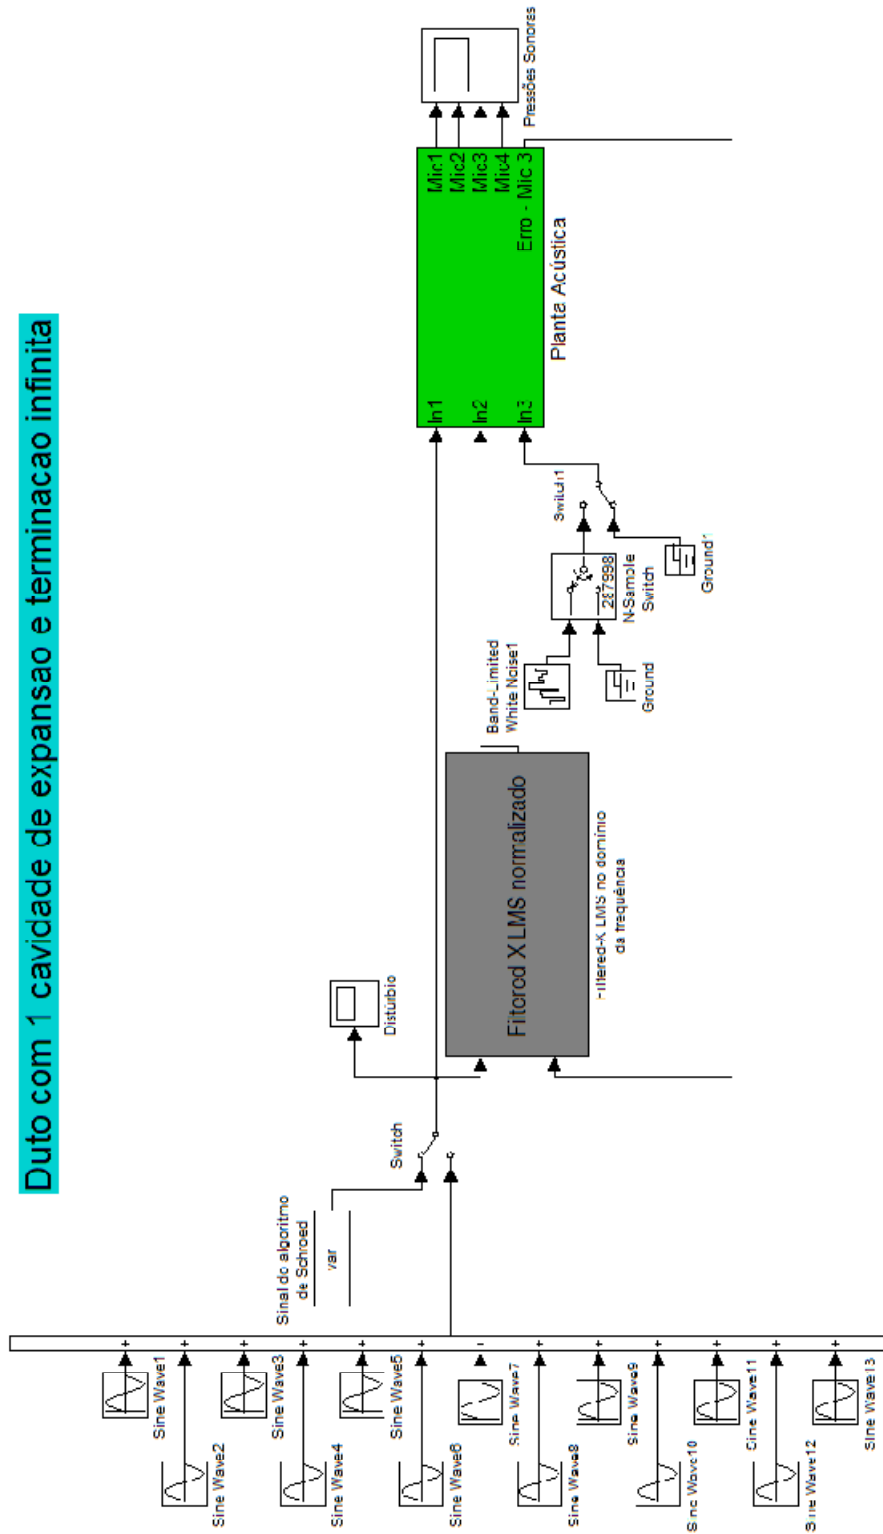 Duto com 1 cavidade de expansao e terminacao infinita
Sine Wave1
Sine Wave2
Sine Wave3
Sine Wave4
Sine Wave5
Sine Wave6
Sine Wave7
Sine Wave8
Sine Wave9
Sine Wave10
Sine Wave11
Sine Wave12
Sine Wave13
+
+
+
+
+
+
+
+
+
+
+
+
Sinal do algoritmo
de Schroed
var
Switch
Distúrbio
Filtered X LMS normalizado
Filtered-X LMS no domínio
da frequência
Band-Limited
White Noise1
Ground
287998
N-Sample
Switch
Switch1
Ground1
In1
In2
In3
Mic1
Mic2
Mic3
Mic4
Erro - Mic 3
Planta Acústica
Pressões Sonoras